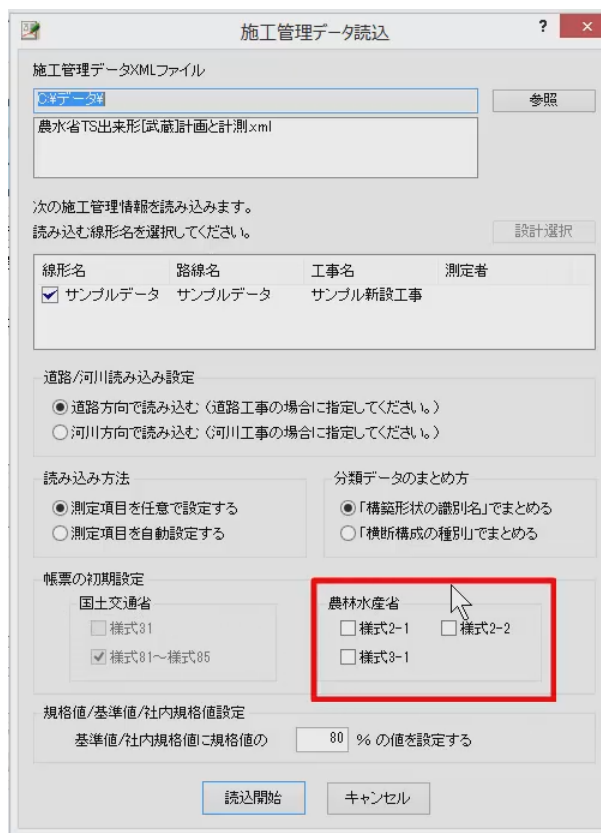 施工管理データ読込
?
×
施工管理データXMLファイル
C:¥データ¥
参照
農水省TS出来形[武蔵]計画と計測.xml
次の施工管理情報を読み込みます。
読み込む線形名を選択してください。
設計選択
線形名 路線名 工事名 測定者
サンプルデータ サンプルデータ サンプル新設工事
道路/河川読み込み設定
道路方向で読み込む(道路工事の場合に指定してください。)
河川方向で読み込む(河川工事の場合に指定してください。)
読み込み方法
測定項目を任意で設定する
測定項目を自動設定する
分類データのまとめ方
「構築形状の識別名」でまとめる
「横断構成の種別」でまとめる
帳票の初期設定
国土交通省
様式31
様式81～様式85
農林水産省
様式2-1 様式2-2
様式3-1
規格値/基準値/社内規格値設定
基準値/社内規格値に規格値の 80 % の値を設定する
読込開始 キャンセル